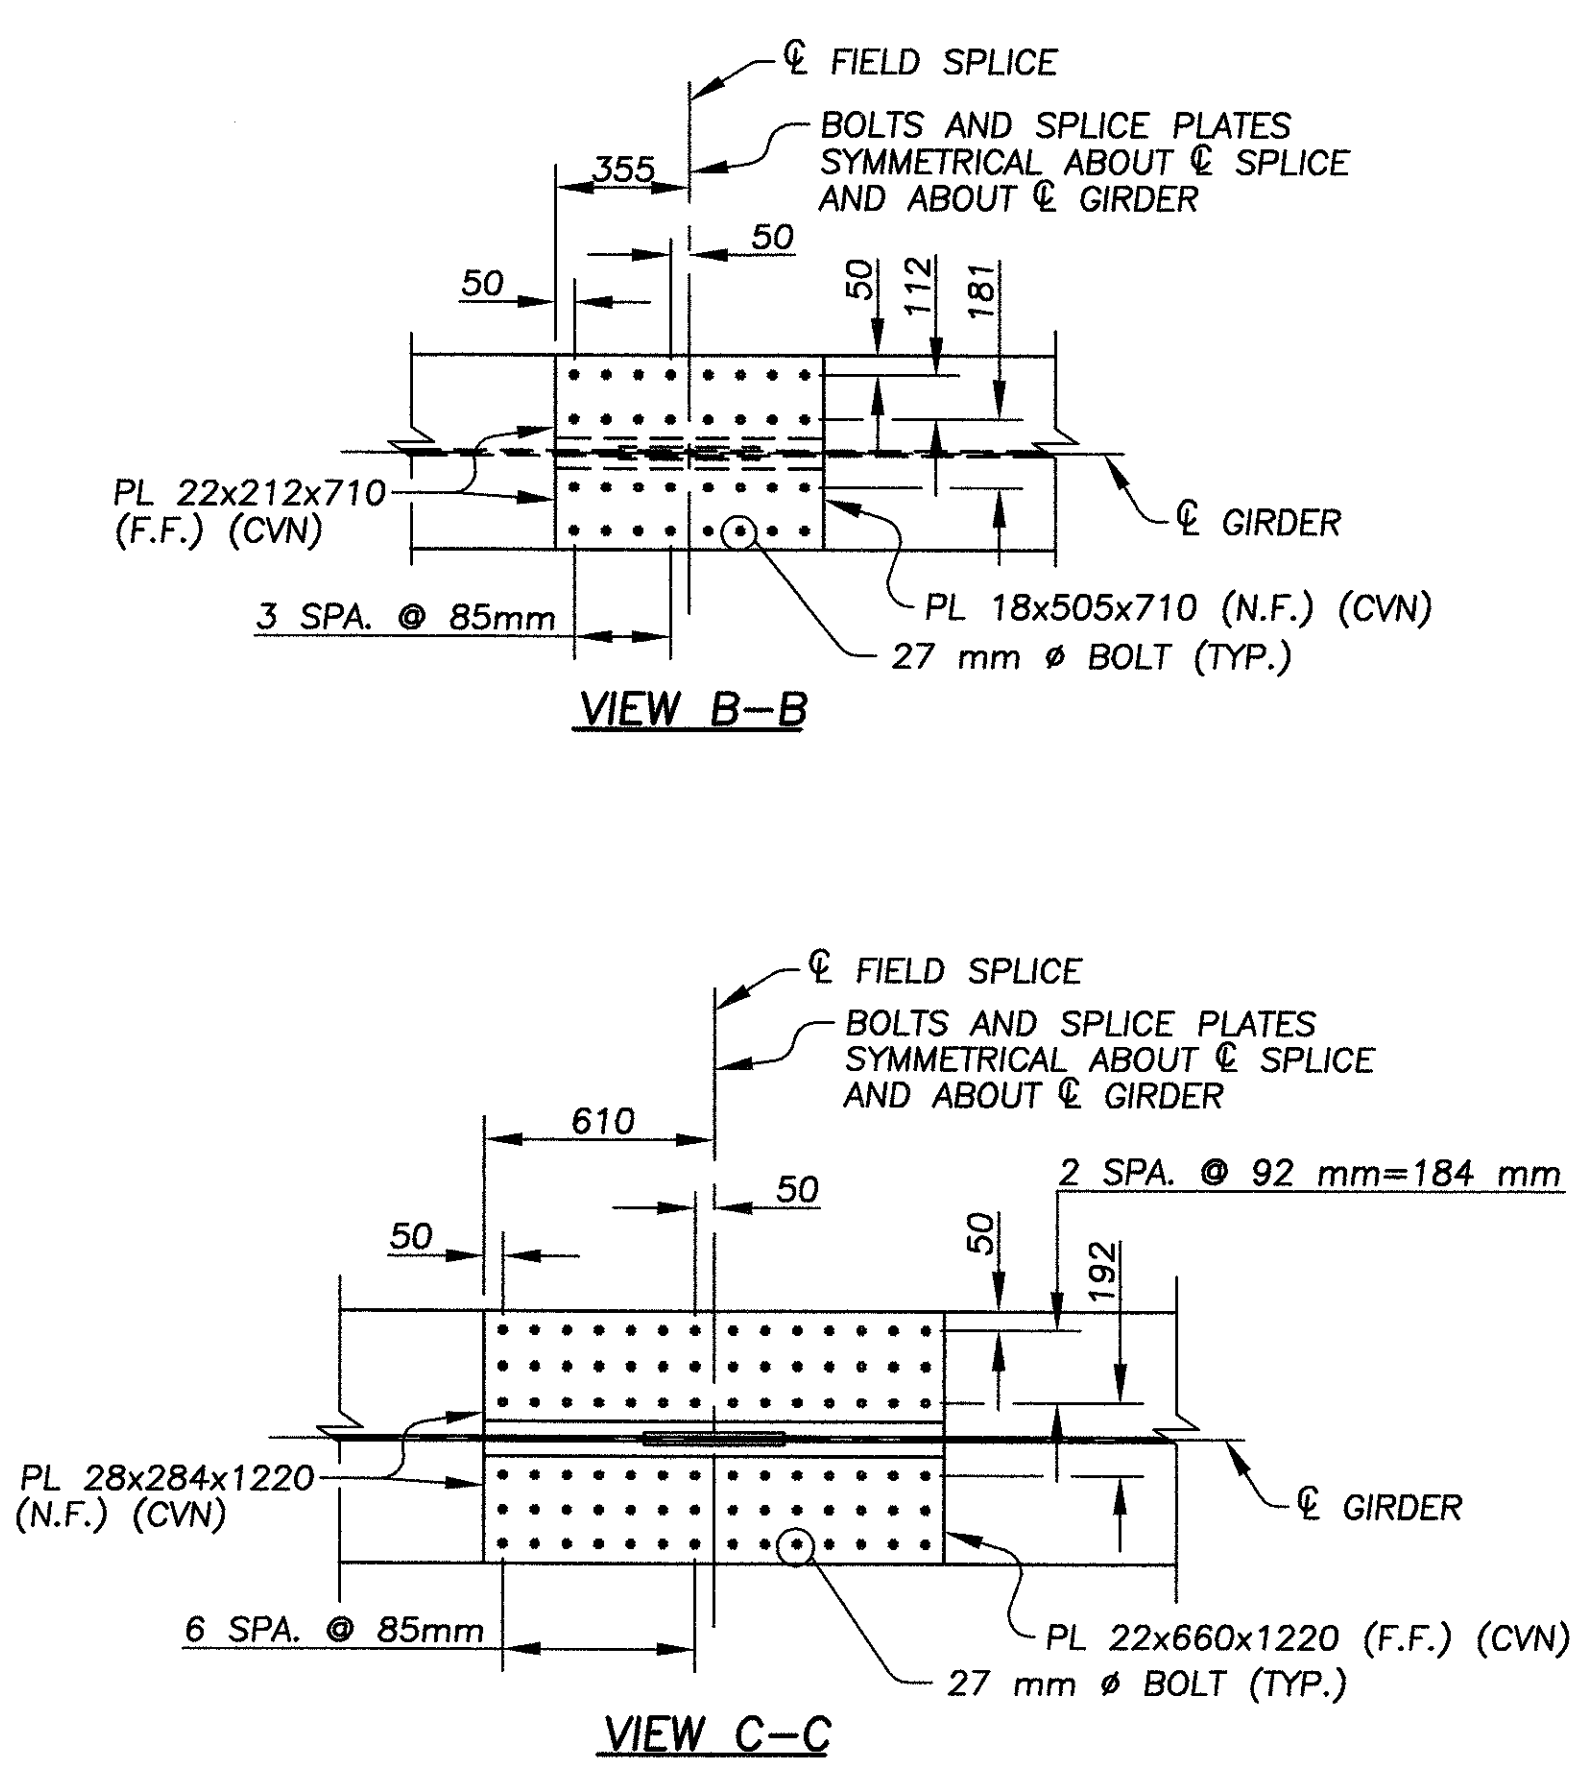 ℄ FIELD SPLICE
BOLTS AND SPLICE PLATES
SYMMETRICAL ABOUT ℄ SPLICE
AND ABOUT ℄ GIRDER
355
50
50
50
112
181
PL 22x212x710
(F.F.) (CVN)
℄ GIRDER
3 SPA. @ 85mm
PL 18x505x710 (N.F.) (CVN)
27 mm ø BOLT (TYP.)
VIEW B-B
℄ FIELD SPLICE
BOLTS AND SPLICE PLATES
SYMMETRICAL ABOUT ℄ SPLICE
AND ABOUT ℄ GIRDER
610
2 SPA. @ 92 mm=184 mm
50
50
50
192
PL 28x284x1220
(N.F.) (CVN)
℄ GIRDER
6 SPA. @ 85mm
PL 22x660x1220 (F.F.) (CVN)
27 mm ø BOLT (TYP.)
VIEW C-C